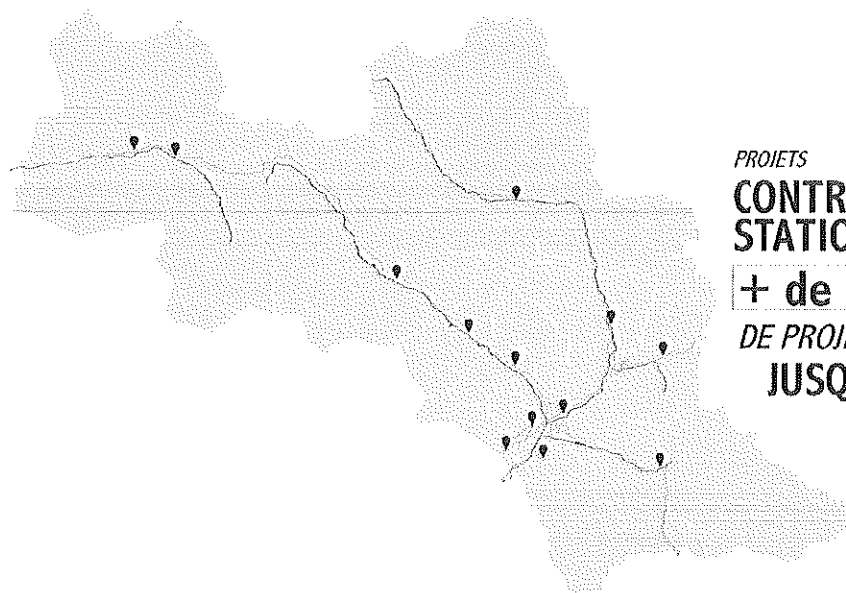 PROJETS
CONTR
STATIO
+ de
DE PROJ
JUSQ